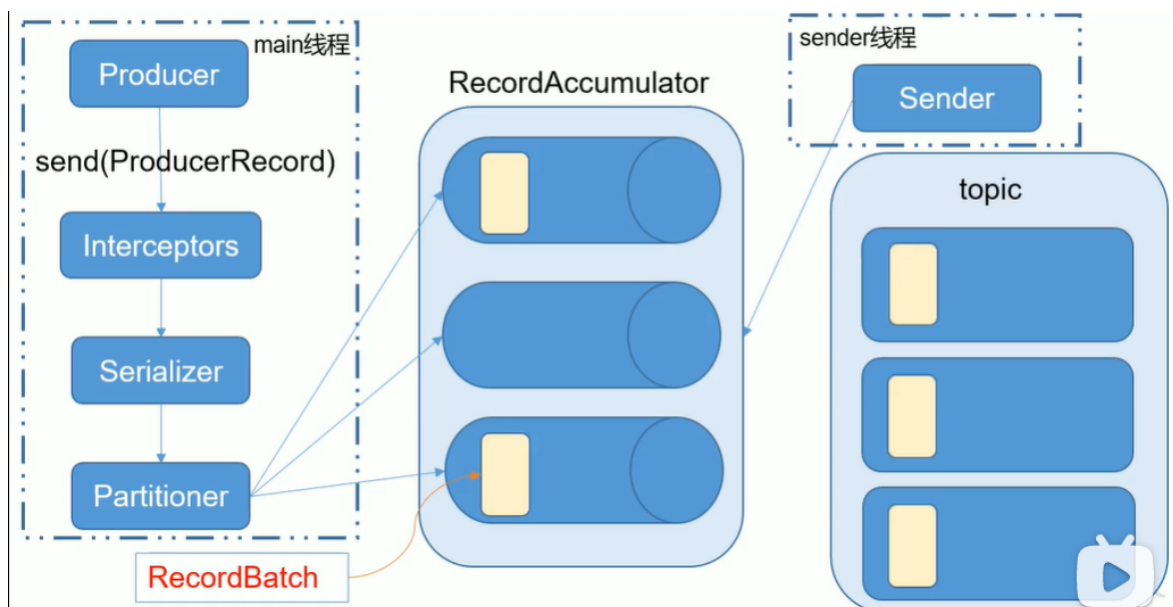 main线程
Producer
send(ProducerRecord)
Interceptors
Serializer
Partitioner
RecordBatch
RecordAccumulator
sender线程
Sender
topic